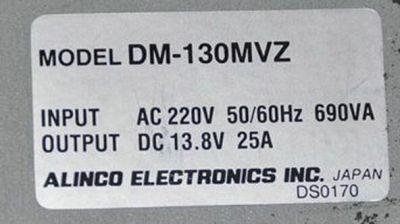 MODEL DM-130MVZ
INPUT AC 220V 50/60Hz 690VA
OUTPUT DC 13.8V 25A
ALINCO ELECTRONICS INC. JAPAN
DS0170